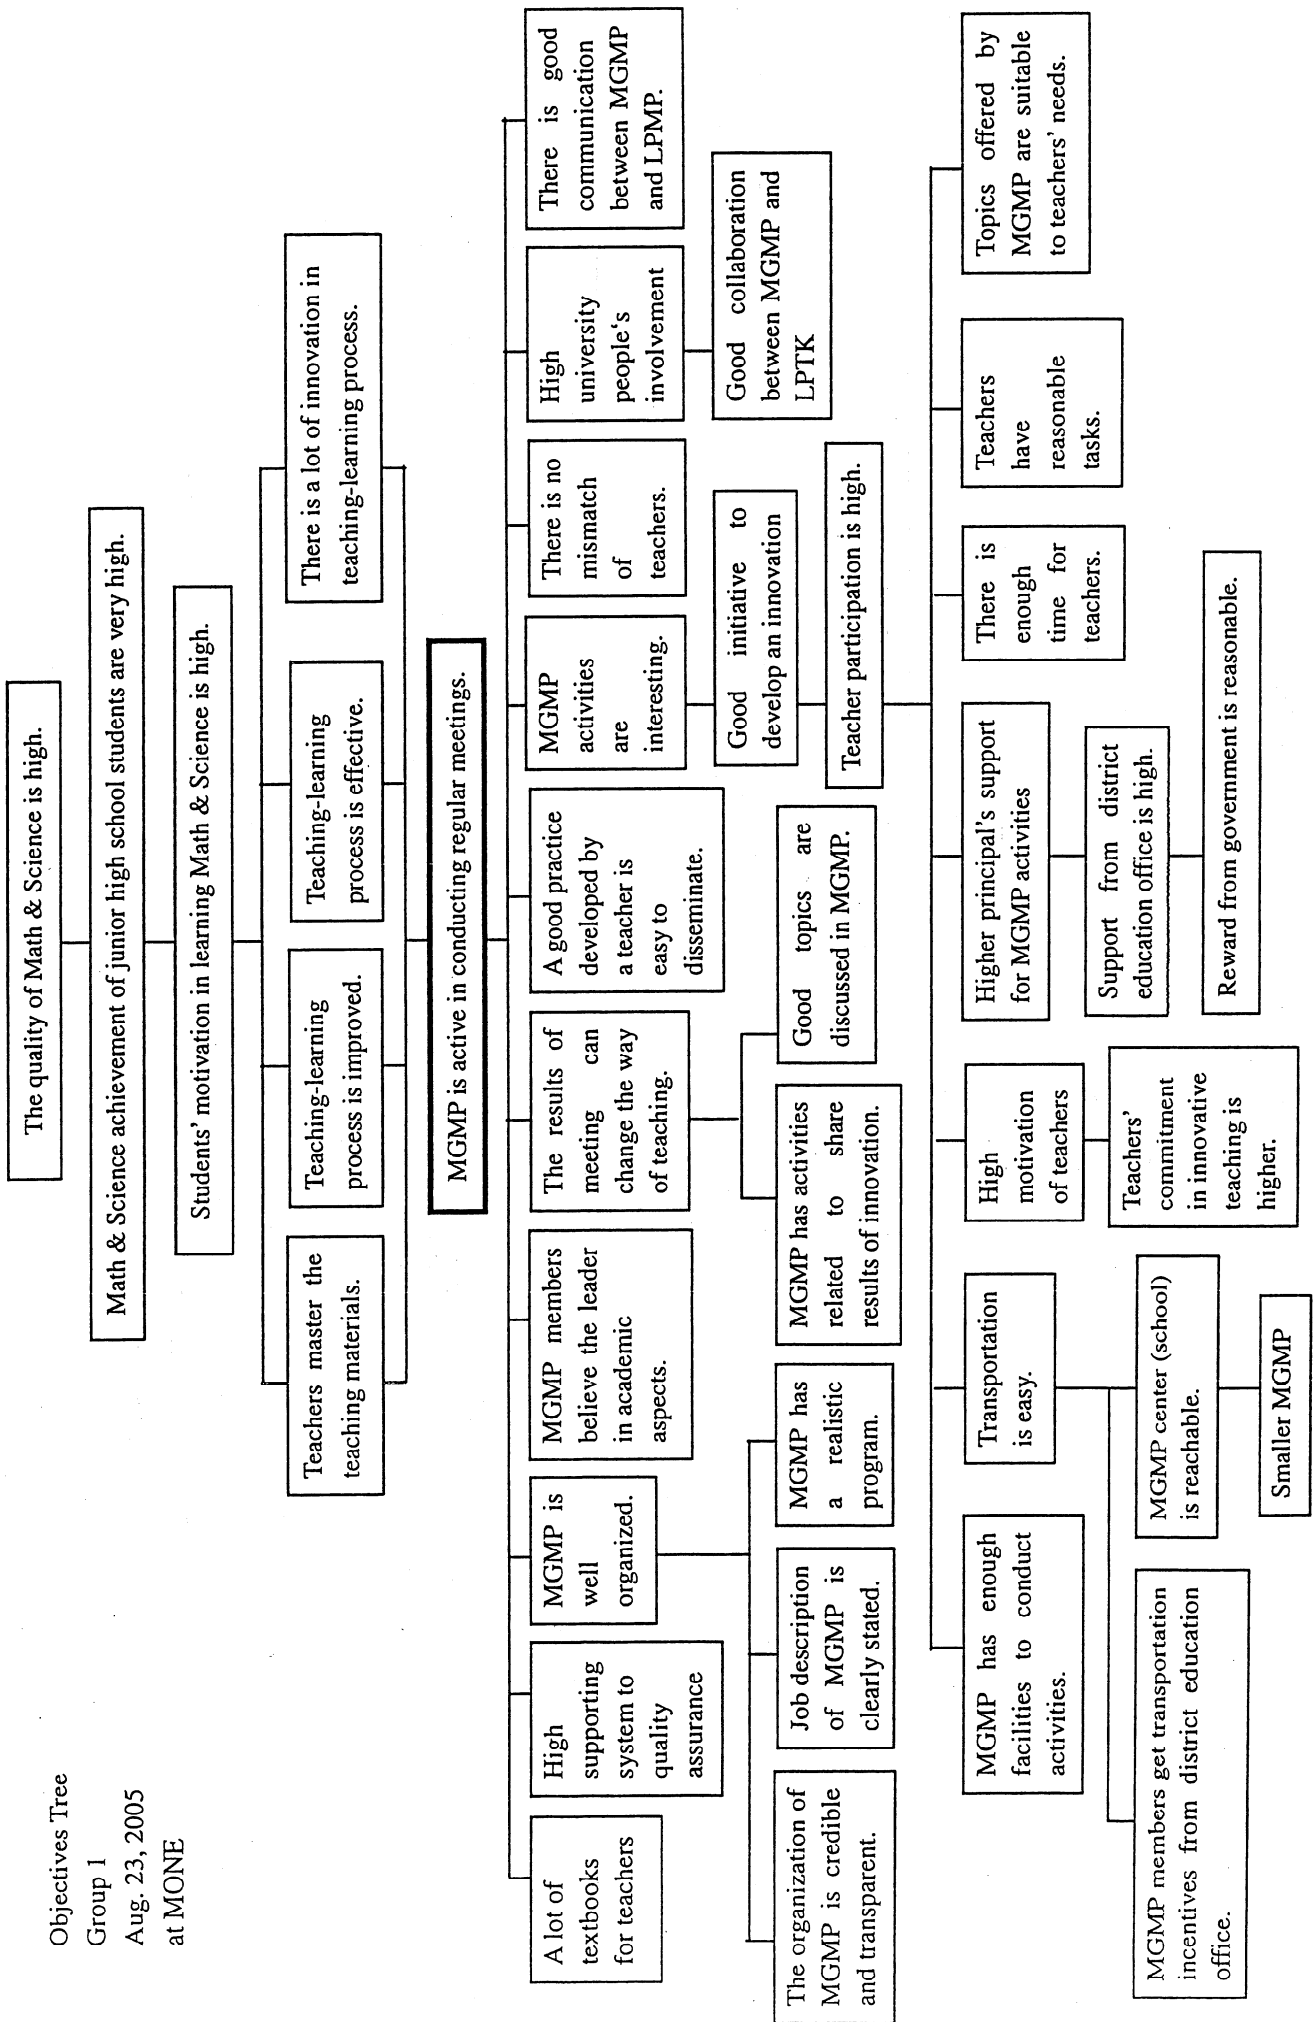 Objectives Tree
Group 1
Aug. 23, 2005
at MONE
The quality of Math & Science is high.
Math & Science achievement of junior high school students are very high.
Students' motivation in learning Math & Science is high.
Teachers master the
teaching materials.
Teaching-learning
process is improved.
Teaching-learning
process is effective.
There is a lot of innovation in
teaching-learning process.
MGMP is active in conducting regular meetings.
A lot of
textbooks
for teachers
High
supporting
system to
quality
assurance
MGMP is
well
organized.
MGMP members
believe the leader
in academic
aspects.
The results of
meeting can
change the way
of teaching.
A good practice
developed by
a teacher is
easy to
disseminate.
MGMP
activities
are
interesting.
There is no
mismatch
of
teachers.
High
university
people's
involvement
There is good
communication
between MGMP
and LPMP.
The organization of
MGMP is credible
and transparent.
Job description
of MGMP is
clearly stated.
MGMP has
a realistic
program.
MGMP has activities
related to share
results of innovation.
Good topics are
discussed in MGMP.
Good initiative to
develop an innovation
Good collaboration
between MGMP and
LPTK
Teacher participation is high.
MGMP has enough
facilities to conduct
activities.
Transportation
is easy.
High
motivation
of teachers
Higher principal's support
for MGMP activities
There is
enough
time for
teachers.
Teachers
have
reasonable
tasks.
Topics offered by
MGMP are suitable
to teachers' needs.
MGMP members get transportation
incentives from district education
office.
MGMP center (school)
is reachable.
Teachers'
commitment
in innovative
teaching is
higher.
Support from district
education office is high.
Smaller MGMP
Reward from government is reasonable.